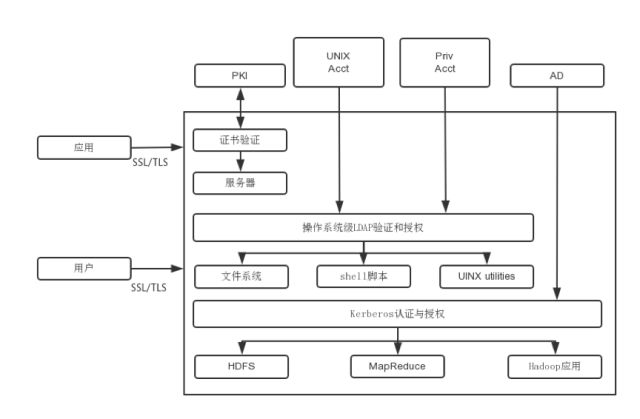 UNIX
Acct
Priv
Acct
PKI
AD
应用
SSL/TLS
证书验证
服务器
操作系统级LDAP验证和授权
用户
SSL/TLS
文件系统
shell脚本
UINX utilities
Kerberos认证与授权
HDFS
MapReduce
Hadoop应用